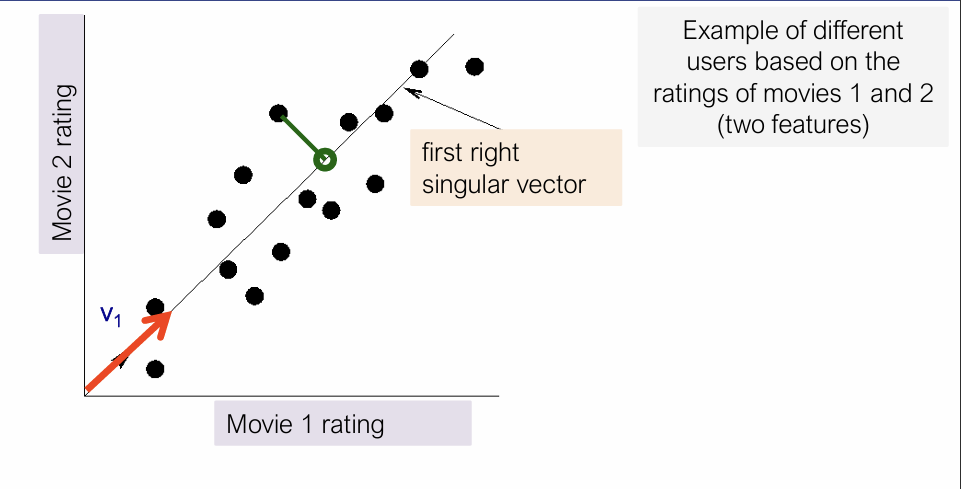 Example of different
users based on the
ratings of movies 1 and 2
(two features)
Movie 2 rating
first right
singular vector
v₁
Movie 1 rating